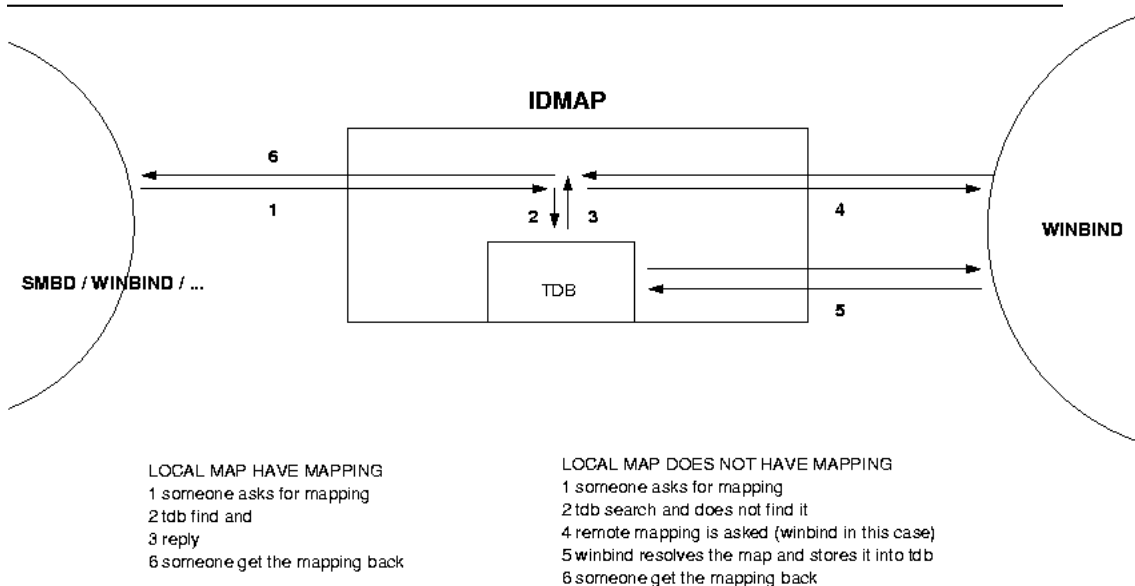 IDMAP
6
1
2
3
4
WINBIND
SMBD / WINBIND / ...
TDB
5
LOCAL MAP HAVE MAPPING
1 someone asks for mapping
2 tdb find and
3 reply
6 someone get the mapping back
LOCAL MAP DOES NOT HAVE MAPPING
1 someone asks for mapping
2 tdb search and does not find it
4 remote mapping is asked (winbind in this case)
5 winbind resolves the map and stores it into tdb
6 someone get the mapping back